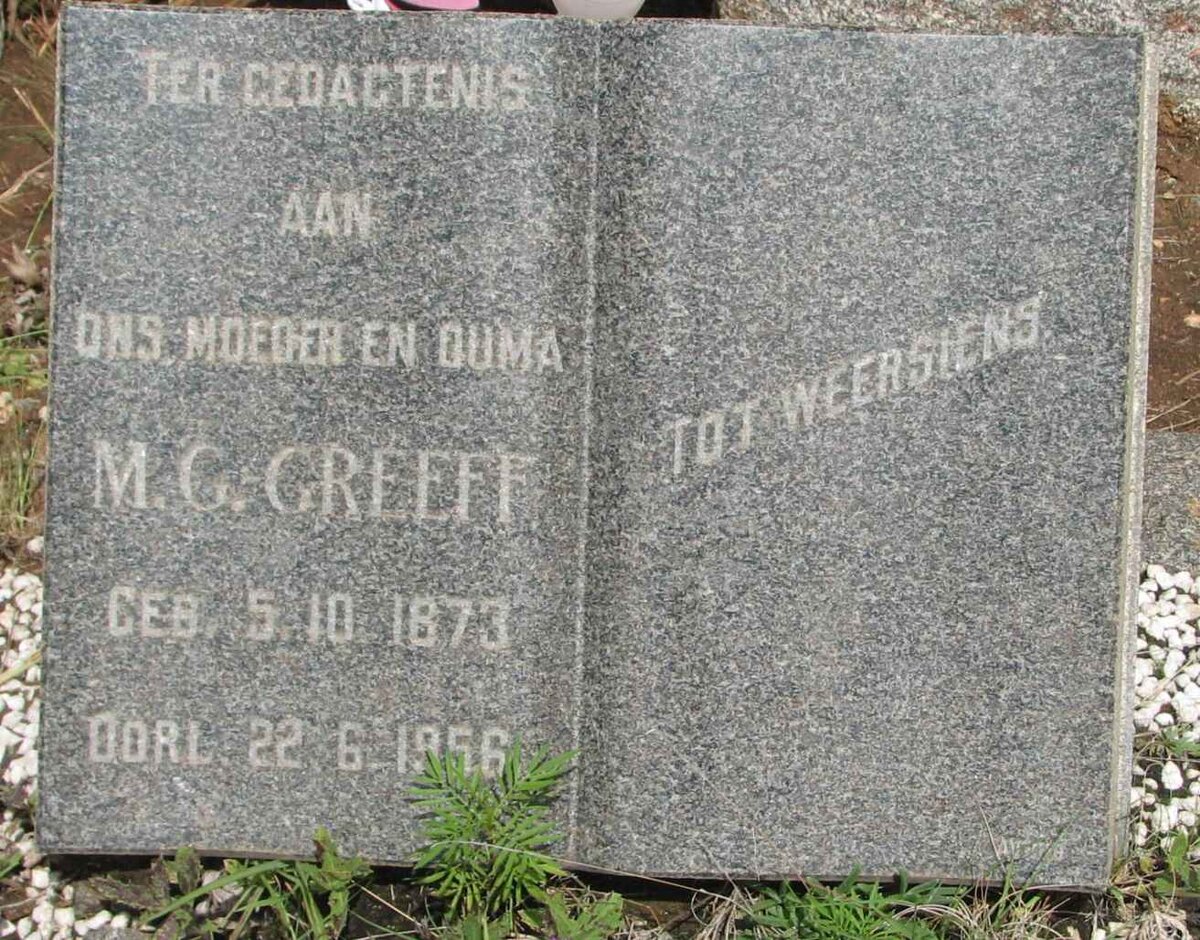 TER GEDAGTENIS
AAN
ONS MOEDER EN OUMA
M.G. GREEFF
GEB. 5.10.1873
OORL. 22.6.1956
TOT WEERSIENS